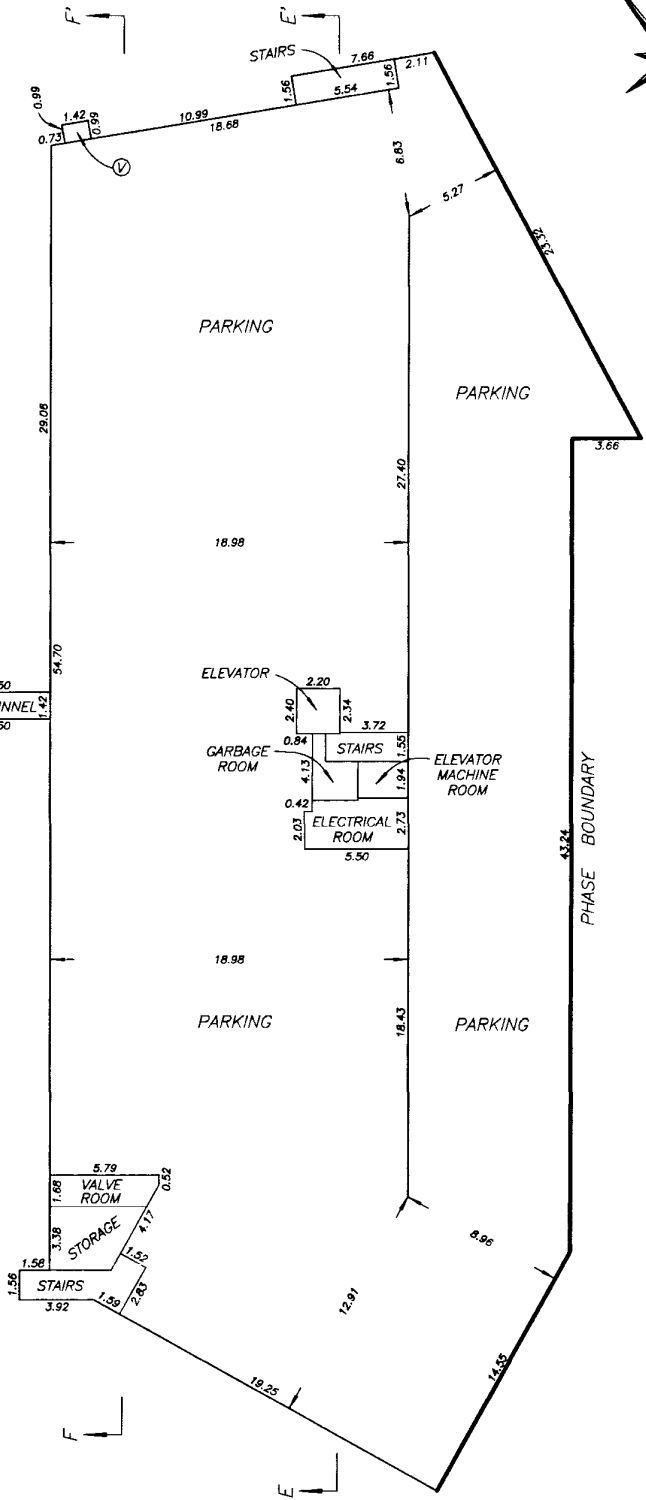 F'
E'
STAIRS
7.66
1.56
1.56
5.54
2.11
0.99
1.42
0.99
0.73
V
10.99
18.68
6.83
5.27
23.32
PARKING
PARKING
29.08
27.40
3.66
18.98
54.70
50
NNEL
1.42
50
ELEVATOR
2.20
2.40
2.34
3.72
0.84
STAIRS
1.55
GARBAGE
ROOM
4.13
1.94
ELEVATOR
MACHINE
ROOM
0.42
2.03
ELECTRICAL
ROOM
2.73
5.50
43.24
PHASE BOUNDARY
18.98
PARKING
18.43
PARKING
5.79
0.52
1.68
VALVE
ROOM
3.38
STORAGE
4.17
1.58
1.52
1.56
STAIRS
3.92
1.59
2.83
8.96
12.91
14.55
19.25
F
E